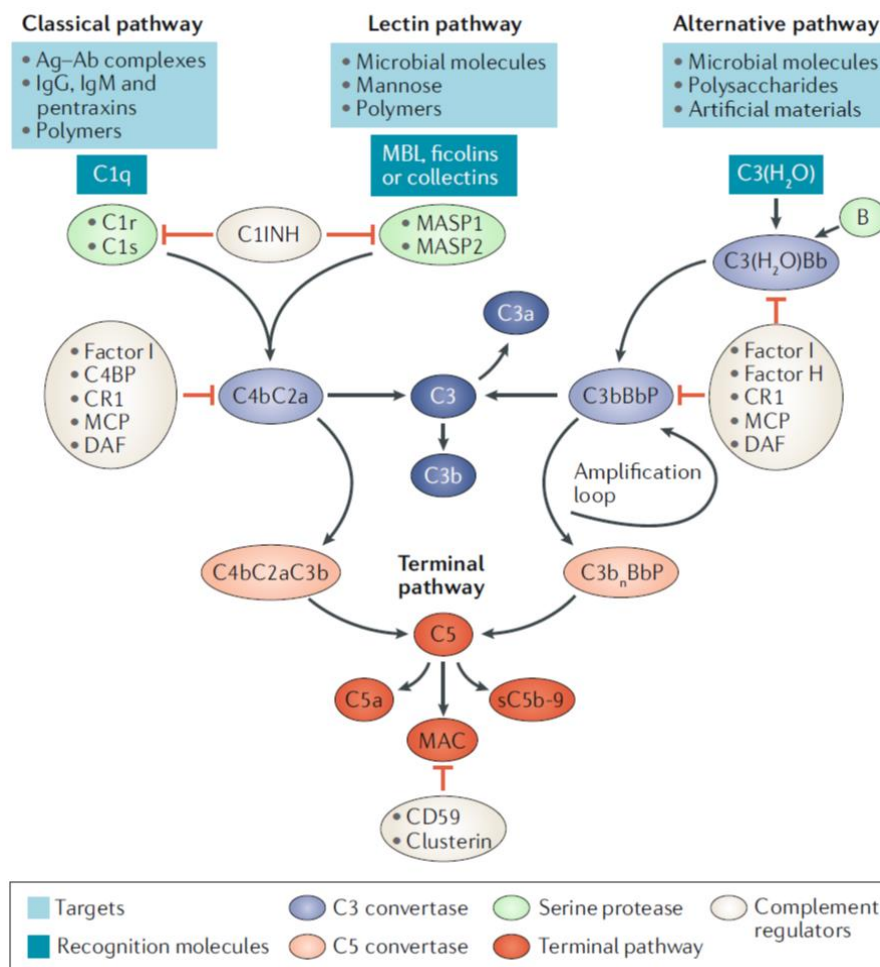 Classical pathway
• Ag–Ab complexes
• IgG, IgM and
pentraxins
• Polymers
C1q
• C1r
• C1s
C1INH
Lectin pathway
• Microbial molecules
• Mannose
• Polymers
MBL, ficolins
or collectins
• MASP1
• MASP2
Alternative pathway
• Microbial molecules
• Polysaccharides
• Artificial materials
C3(H₂O)
B
C3(H₂O)Bb
• Factor I
• C4BP
• CR1
• MCP
• DAF
C4bC2a
C3
C3a
C3b
C3bBbP
• Factor I
• Factor H
• CR1
• MCP
• DAF
Amplification
loop
C4bC2aC3b
Terminal
pathway
C3bₙBbP
C5
C5a
sC5b-9
MAC
• CD59
• Clusterin
Targets
Recognition molecules
C3 convertase
C5 convertase
Serine protease
Terminal pathway
Complement
regulators